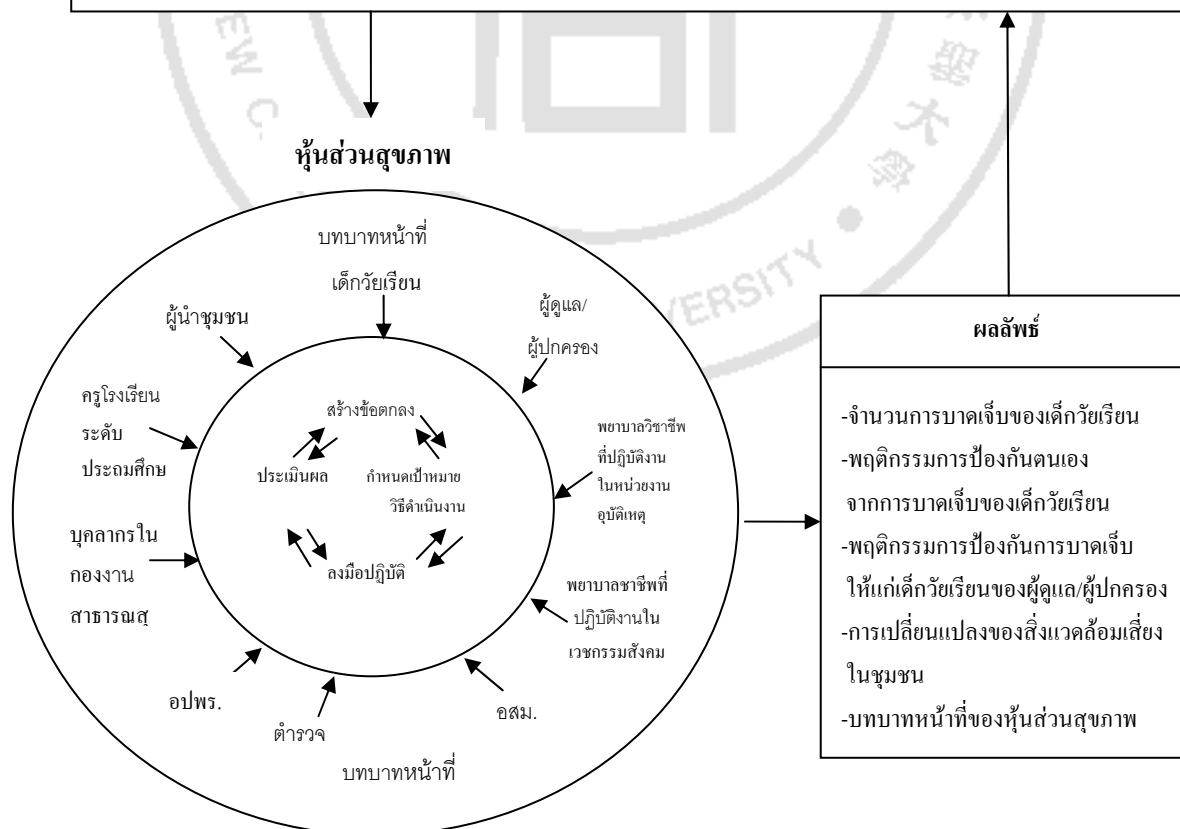 หุ้นส่วนสุขภาพ
บทบาทหน้าที่
เด็กวัยเรียน
ผู้นำชุมชน
ผู้ดูแล/
ผู้ปกครอง
ครูโรงเรียน
ระดับ
ประถมศึกษ
พยาบาลวิชาชีพ
ที่ปฏิบัติงาน
ในหน่วยงาน
อุบัติเหตุ
สร้างข้อตกลง
ประเมินผล
กำหนดเป้าหมาย
วิธีดำเนินงาน
ลงมือปฏิบัติ
บุคลากรใน
กองงาน
สาธารณสุ
พยาบาลชาชีพที่
ปฏิบัติงานใน
เวชกรรมสังคม
อปพร.
ตำรวจ
อสม.
บทบาทหน้าที่
ผลลัพธ์
-จำนวนการบาดเจ็บของเด็กวัยเรียน
-พฤติกรรมการป้องกันตนเอง
จากการบาดเจ็บของเด็กวัยเรียน
-พฤติกรรมการป้องกันการบาดเจ็บ
ให้แก่เด็กวัยเรียนของผู้ดูแล/ผู้ปกครอง
-การเปลี่ยนแปลงของสิ่งแวดล้อมเสี่ยง
ในชุมชน
-บทบาทหน้าที่ของหุ้นส่วนสุขภาพ
EW C
VERSITY
聖大學